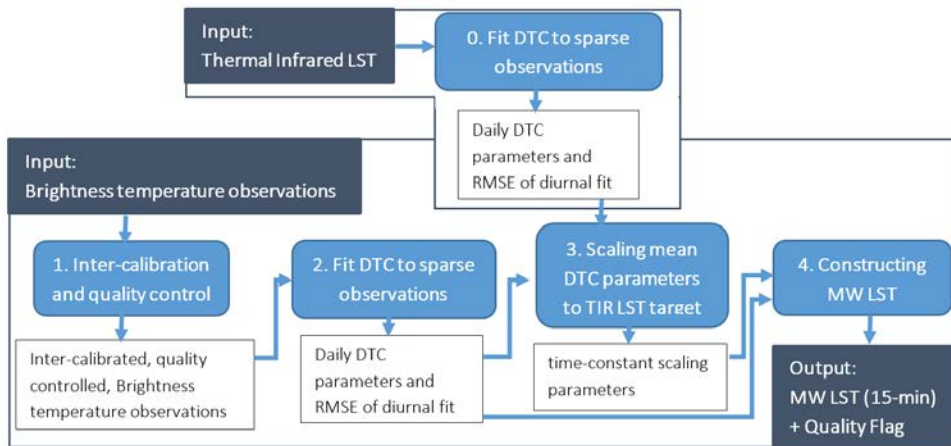 Input:
Thermal Infrared LST
0. Fit DTC to sparse
observations
Daily DTC
parameters and
RMSE of diurnal fit
Input:
Brightness temperature observations
1. Inter-calibration
and quality control
2. Fit DTC to sparse
observations
3. Scaling mean
DTC parameters
to TIR LST target
4. Constructing
MW LST
Inter-calibrated, quality
controlled, Brightness
temperature observations
Daily DTC
parameters and
RMSE of diurnal fit
time-constant scaling
parameters
Output:
MW LST (15-min)
+ Quality Flag